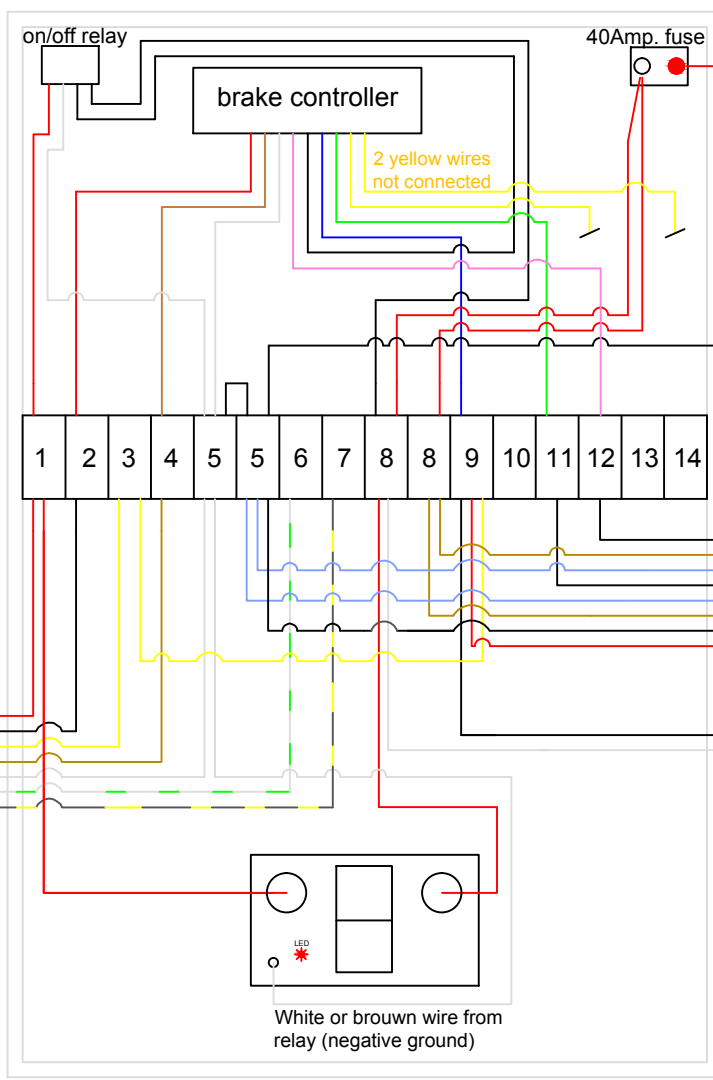 on/off relay
40Amp. fuse
brake controller
2 yellow wires
not connected
1 2 3 4 5 5 6 7 8 8 9 10 11 12 13 14
LED
White or brouwn wire from
relay (negative ground)